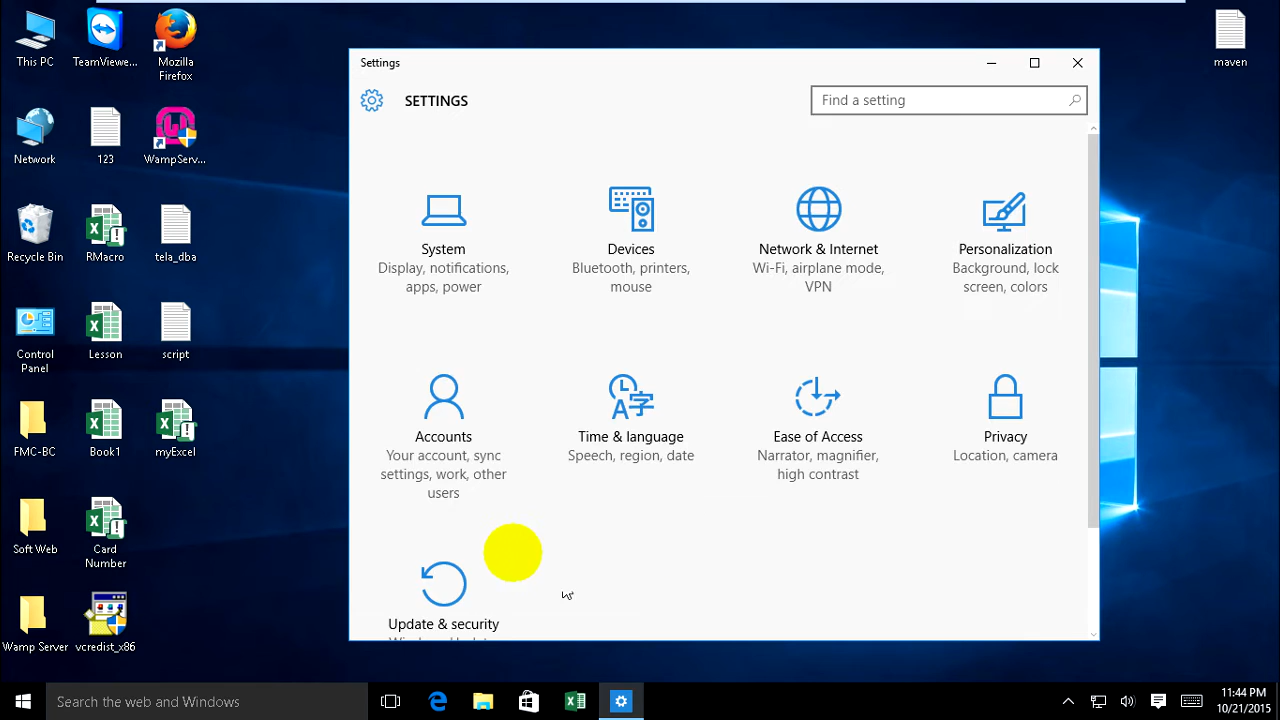 This PC
TeamViewe...
Mozilla
Firefox
maven
Network
123
WampServ...
Recycle Bin
RMacro
tela_dba
Control
Panel
Lesson
script
FMC-BC
Book1
myExcel
Soft Web
Card
Number
Wamp Server
vcredist_x86
Settings
SETTINGS
Find a setting
System
Display, notifications,
apps, power
Devices
Bluetooth, printers,
mouse
Network & Internet
Wi-Fi, airplane mode,
VPN
Personalization
Background, lock
screen, colors
Accounts
Your account, sync
settings, work, other
users
Time & language
Speech, region, date
Ease of Access
Narrator, magnifier,
high contrast
Privacy
Location, camera
Update & security
Search the web and Windows
11:44 PM
10/21/2015